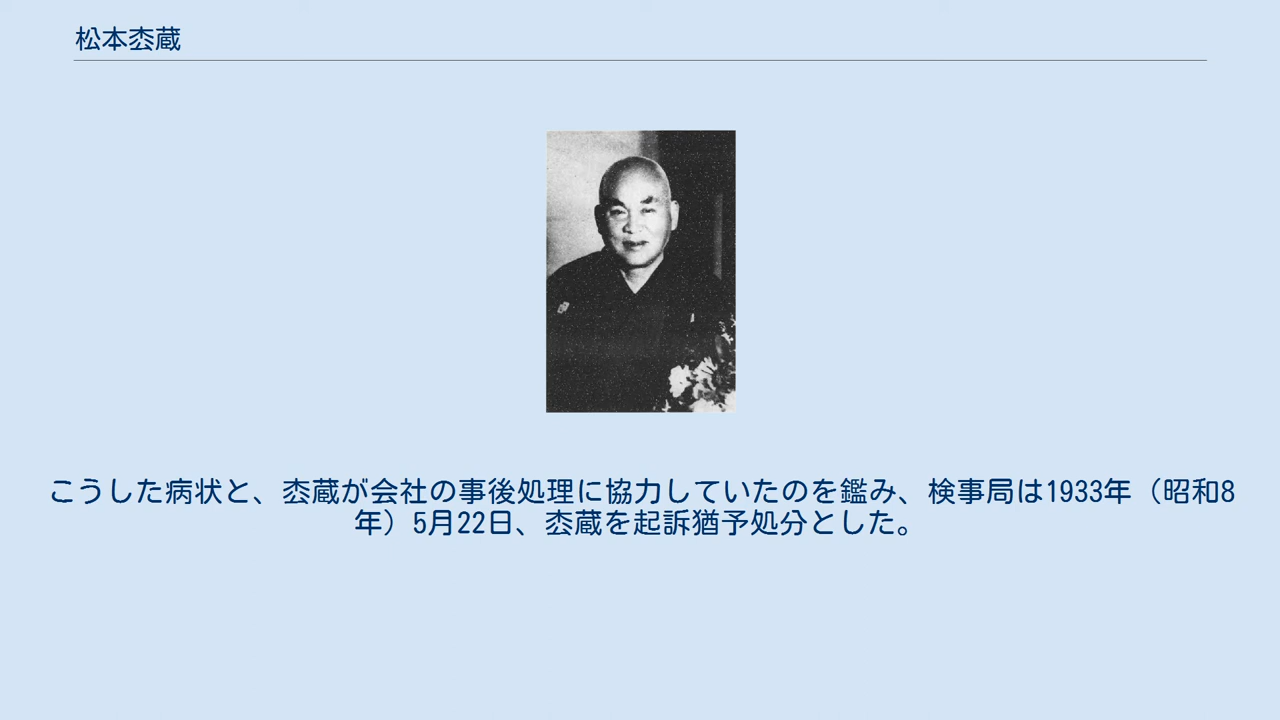 松本枩蔵
こうした病状と、枩蔵が会社の事後処理に協力していたのを鑑み、検事局は1933年（昭和8
年）5月22日、枩蔵を起訴猶予処分とした。